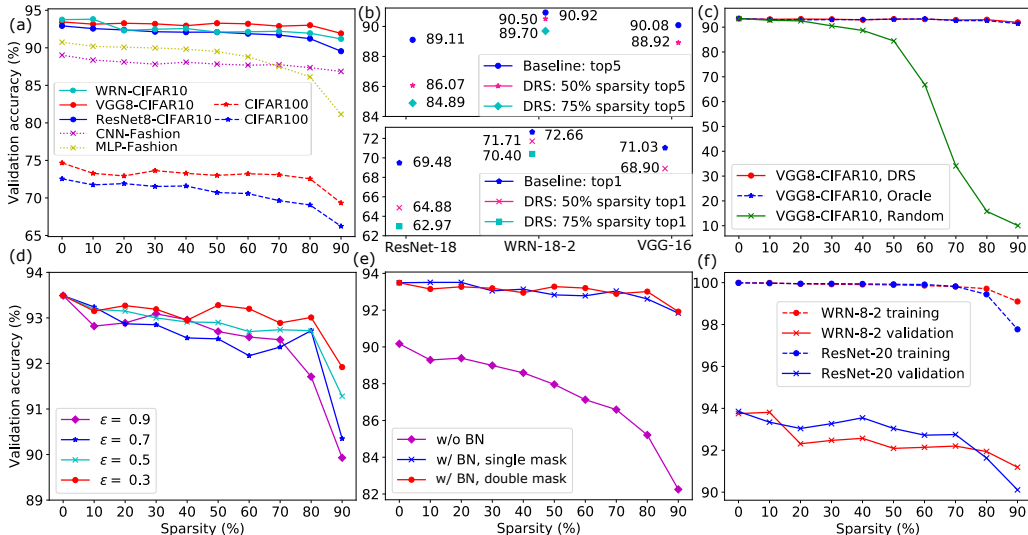 (a)
Validation accuracy (%)
95
90
85
80
75
70
65
WRN-CIFAR10
VGG8-CIFAR10
ResNet8-CIFAR10
CNN-Fashion
MLP-Fashion
CIFAR100
CIFAR100
0 10 20 30 40 50 60 70 80 90
(b)
90
88
86
84
89.11
86.07
84.89
90.50
89.70
90.92
90.08
88.92
Baseline: top5
DRS: 50% sparsity top5
DRS: 75% sparsity top5
72
70
68
66
64
62
69.48
64.88
62.97
71.71
70.40
72.66
71.03
68.90
Baseline: top1
DRS: 50% sparsity top1
DRS: 75% sparsity top1
ResNet-18 WRN-18-2 VGG-16
(c)
90
80
70
60
50
40
30
20
10
VGG8-CIFAR10, DRS
VGG8-CIFAR10, Oracle
VGG8-CIFAR10, Random
0 10 20 30 40 50 60 70 80 90
(d)
Validation accuracy (%)
94
93
92
91
90
89
ε = 0.9
ε = 0.7
ε = 0.5
ε = 0.3
0 10 20 30 40 50 60 70 80 90
Sparsity (%)
(e)
94
92
90
88
86
84
82
w/o BN
w/ BN, single mask
w/ BN, double mask
0 10 20 30 40 50 60 70 80 90
Sparsity (%)
(f)
100
98
96
94
92
90
WRN-8-2 training
WRN-8-2 validation
ResNet-20 training
ResNet-20 validation
0 10 20 30 40 50 60 70 80 90
Sparsity (%)